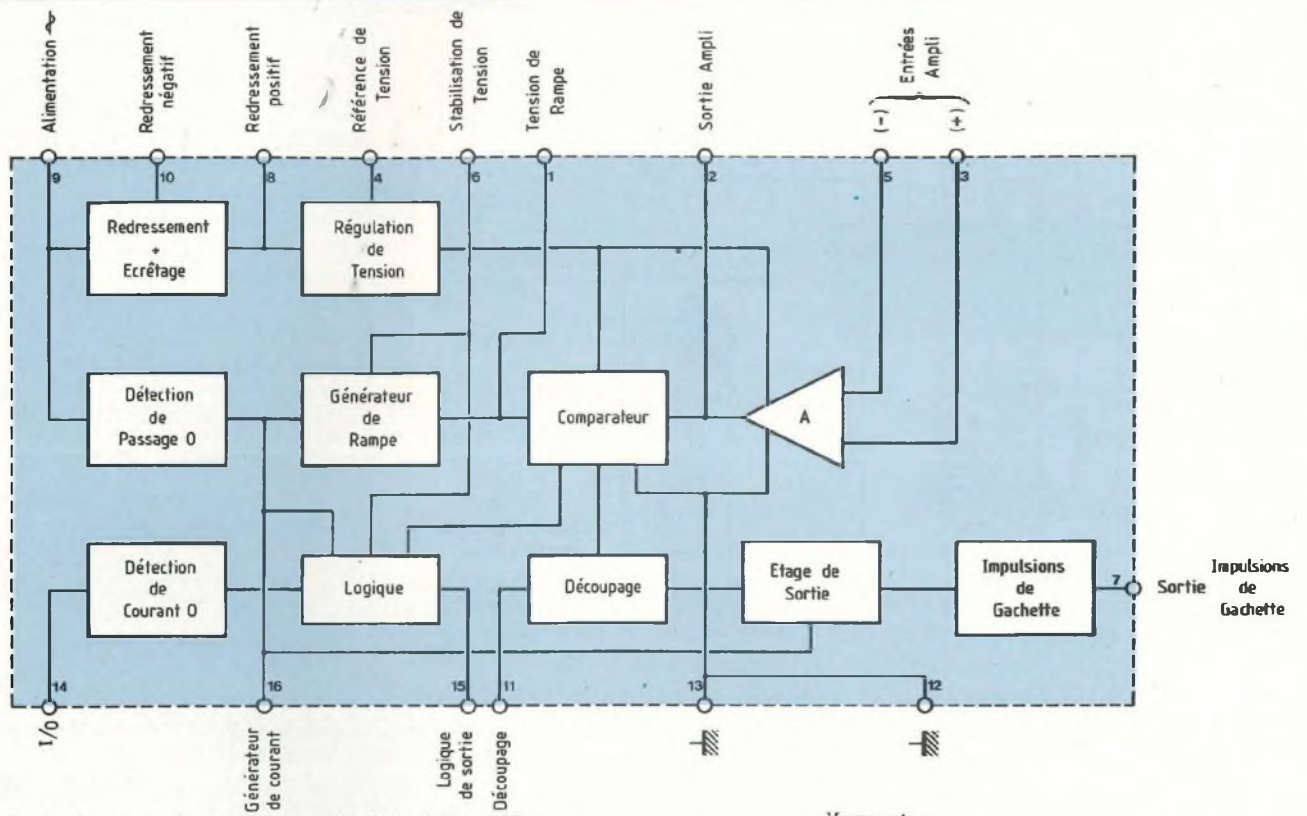 Alimentation
Redressement
négatif
Redressement
positif
Référence de
Tension
Stabilisation de
Tension
Tension de
Rampe
Sortie Ampli
(-)
(+)
Entrées
Ampli
9
10
8
4
6
1
2
5
3
Redressement
+
Ecrêtage
Régulation
de
Tension
Détection
de
Passage 0
Générateur
de
Rampe
Comparateur
A
Détection
de
Courant 0
Logique
Découpage
Etage de
Sortie
Impulsions
de
Gachette
7
Sortie
Impulsions
de
Gachette
14
16
15
11
13
12
I/0
Générateur
de courant
Logique
de sortie
Découpage